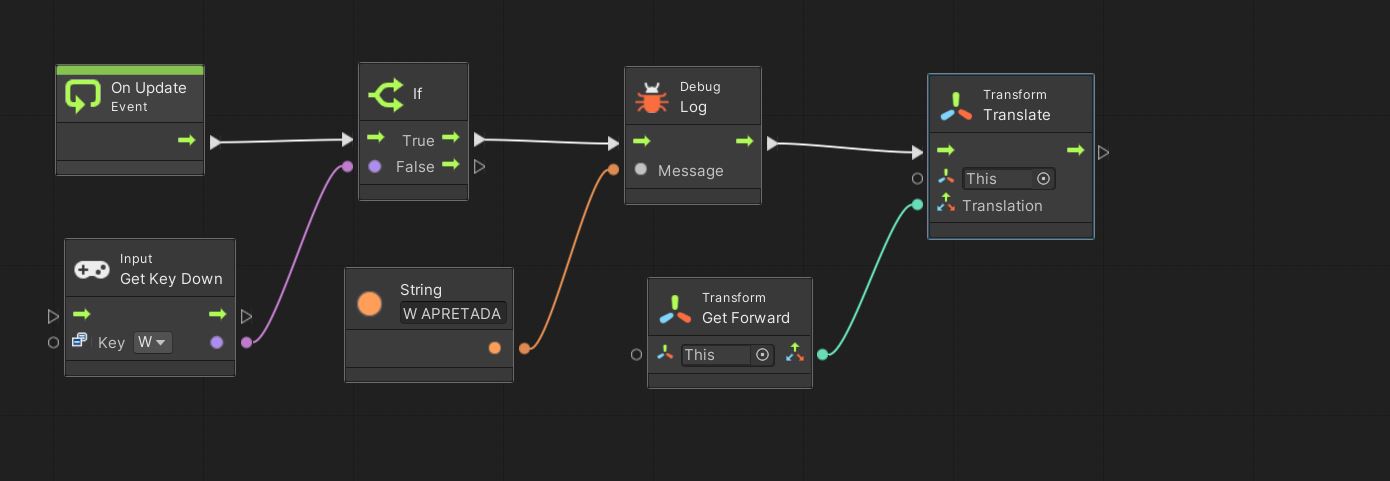 On Update
Event
If
True
False
Debug
Log
Message
Transform
Translate
This
Translation
Input
Get Key Down
Key W
String
W APRETADA
Transform
Get Forward
This